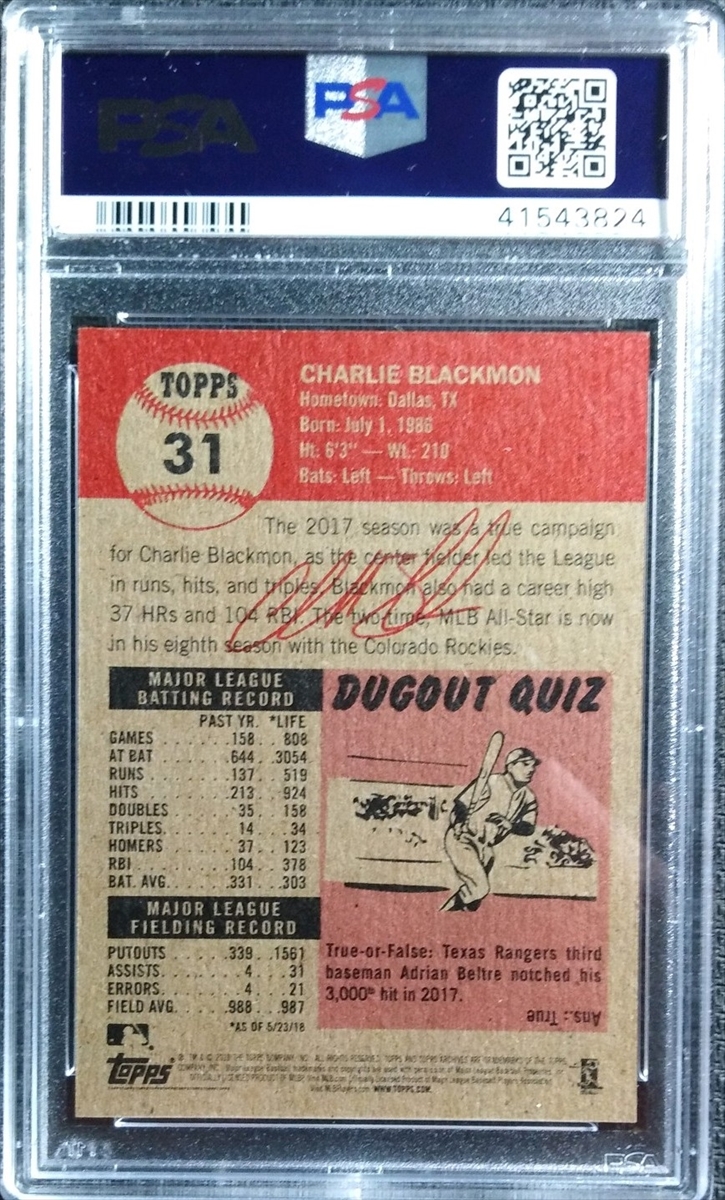 PSA
PSA
41543824
TOPPS
31
CHARLIE BLACKMON
Hometown: Dallas, TX
Born: July 1, 1986
Ht: 6'3" — Wt.: 210
Bats: Left — Throws: Left
The 2017 season was a true campaign
for Charlie Blackmon, as the center fielder led the League
in runs, hits, and triples. Blackmon also had a career high
37 HRs and 104 RBI. The two-time, MLB All-Star is now
in his eighth season with the Colorado Rockies.
MAJOR LEAGUE
BATTING RECORD
PAST YR. *LIFE
GAMES . . . . . . .158 . . 808
AT BAT . . . . . . .644 . .3054
RUNS . . . . . . . .137 . . 519
HITS . . . . . . . .213 . . 924
DOUBLES . . . . . . 35 . . 158
TRIPLES . . . . . . 14 . . . 34
HOMERS . . . . . . 37 . . 123
RBI . . . . . . . . .104 . . 378
BAT. AVG. . . . . .331 . .303
MAJOR LEAGUE
FIELDING RECORD
PUTOUTS . . . . . .339 . .1561
ASSISTS . . . . . . . 4 . . . 31
ERRORS . . . . . . . 4 . . . 21
FIELD AVG. . . . .988 . .987
*AS OF 5/23/18
DUGOUT QUIZ
True-or-False: Texas Rangers third
baseman Adrian Beltre notched his
3,000th hit in 2017.
Ans.: True
Topps
WWW.TOPPS.COM
PSA